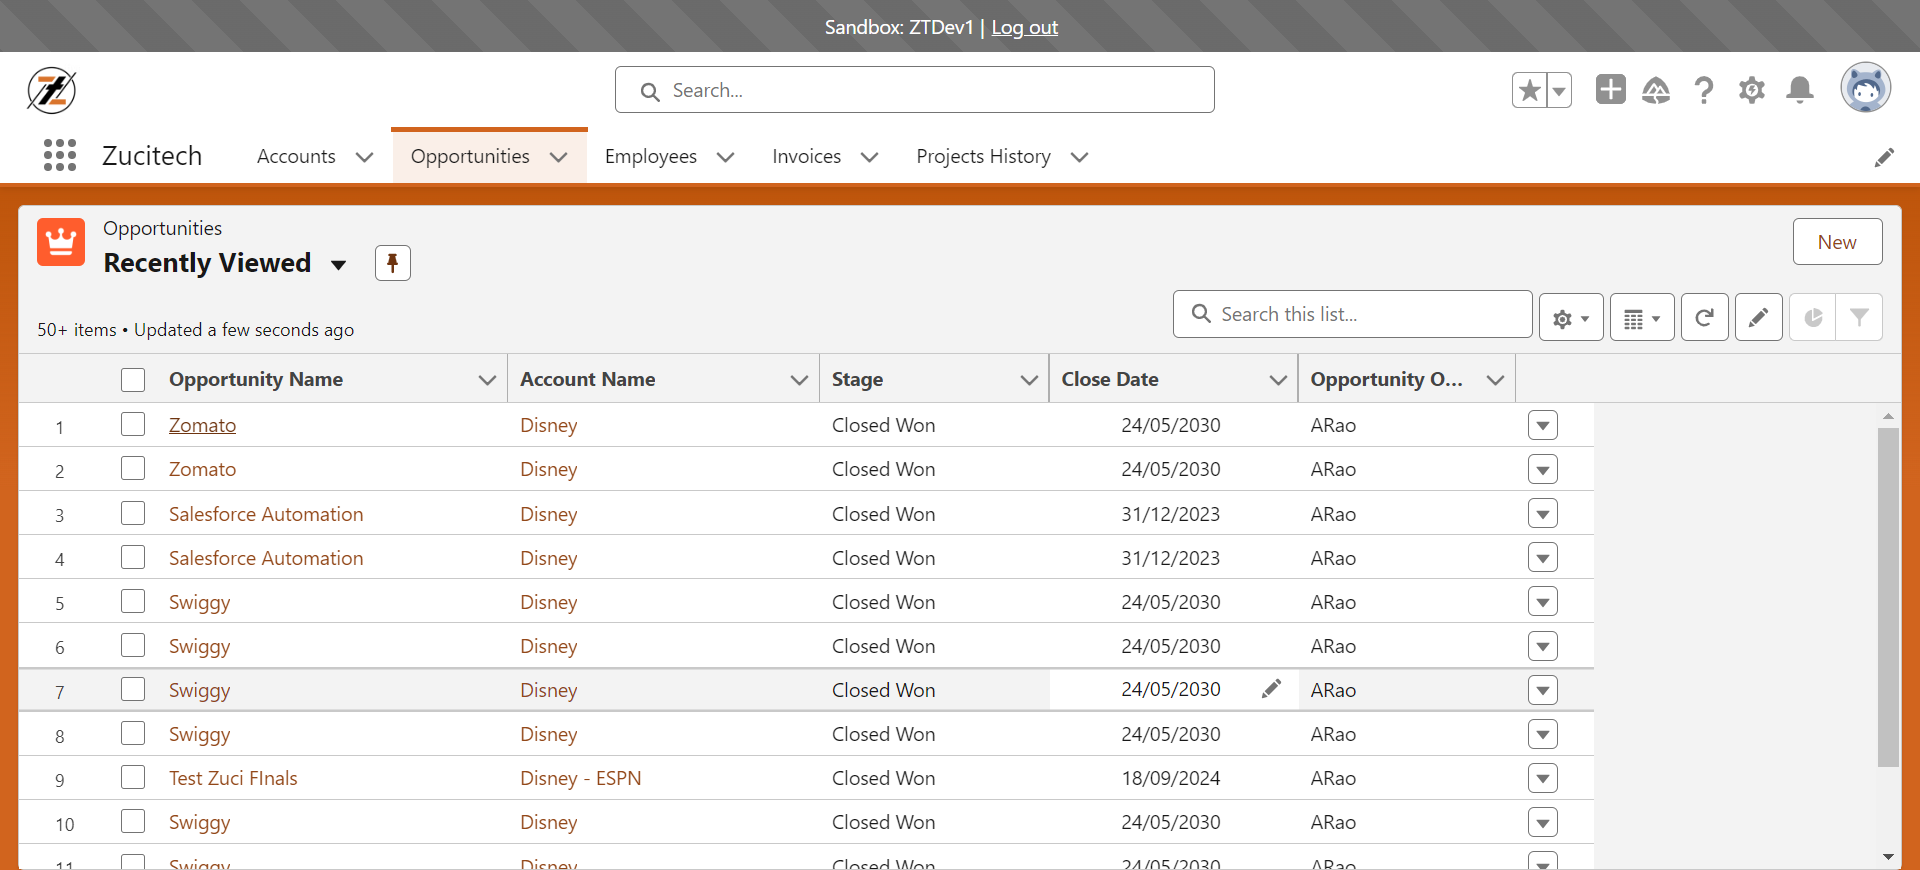 Sandbox: ZTDev1 | Log out
Search...
Zucitech Accounts Opportunities Employees Invoices Projects History
Opportunities
Recently Viewed
New
50+ items • Updated a few seconds ago
Search this list...
Opportunity Name Account Name Stage Close Date Opportunity O...
1 Zomato Disney Closed Won 24/05/2030 ARao
2 Zomato Disney Closed Won 24/05/2030 ARao
3 Salesforce Automation Disney Closed Won 31/12/2023 ARao
4 Salesforce Automation Disney Closed Won 31/12/2023 ARao
5 Swiggy Disney Closed Won 24/05/2030 ARao
6 Swiggy Disney Closed Won 24/05/2030 ARao
7 Swiggy Disney Closed Won 24/05/2030 ARao
8 Swiggy Disney Closed Won 24/05/2030 ARao
9 Test Zuci FInals Disney - ESPN Closed Won 18/09/2024 ARao
10 Swiggy Disney Closed Won 24/05/2030 ARao
11 Swiggy Disney Closed Won 24/05/2030 ARao